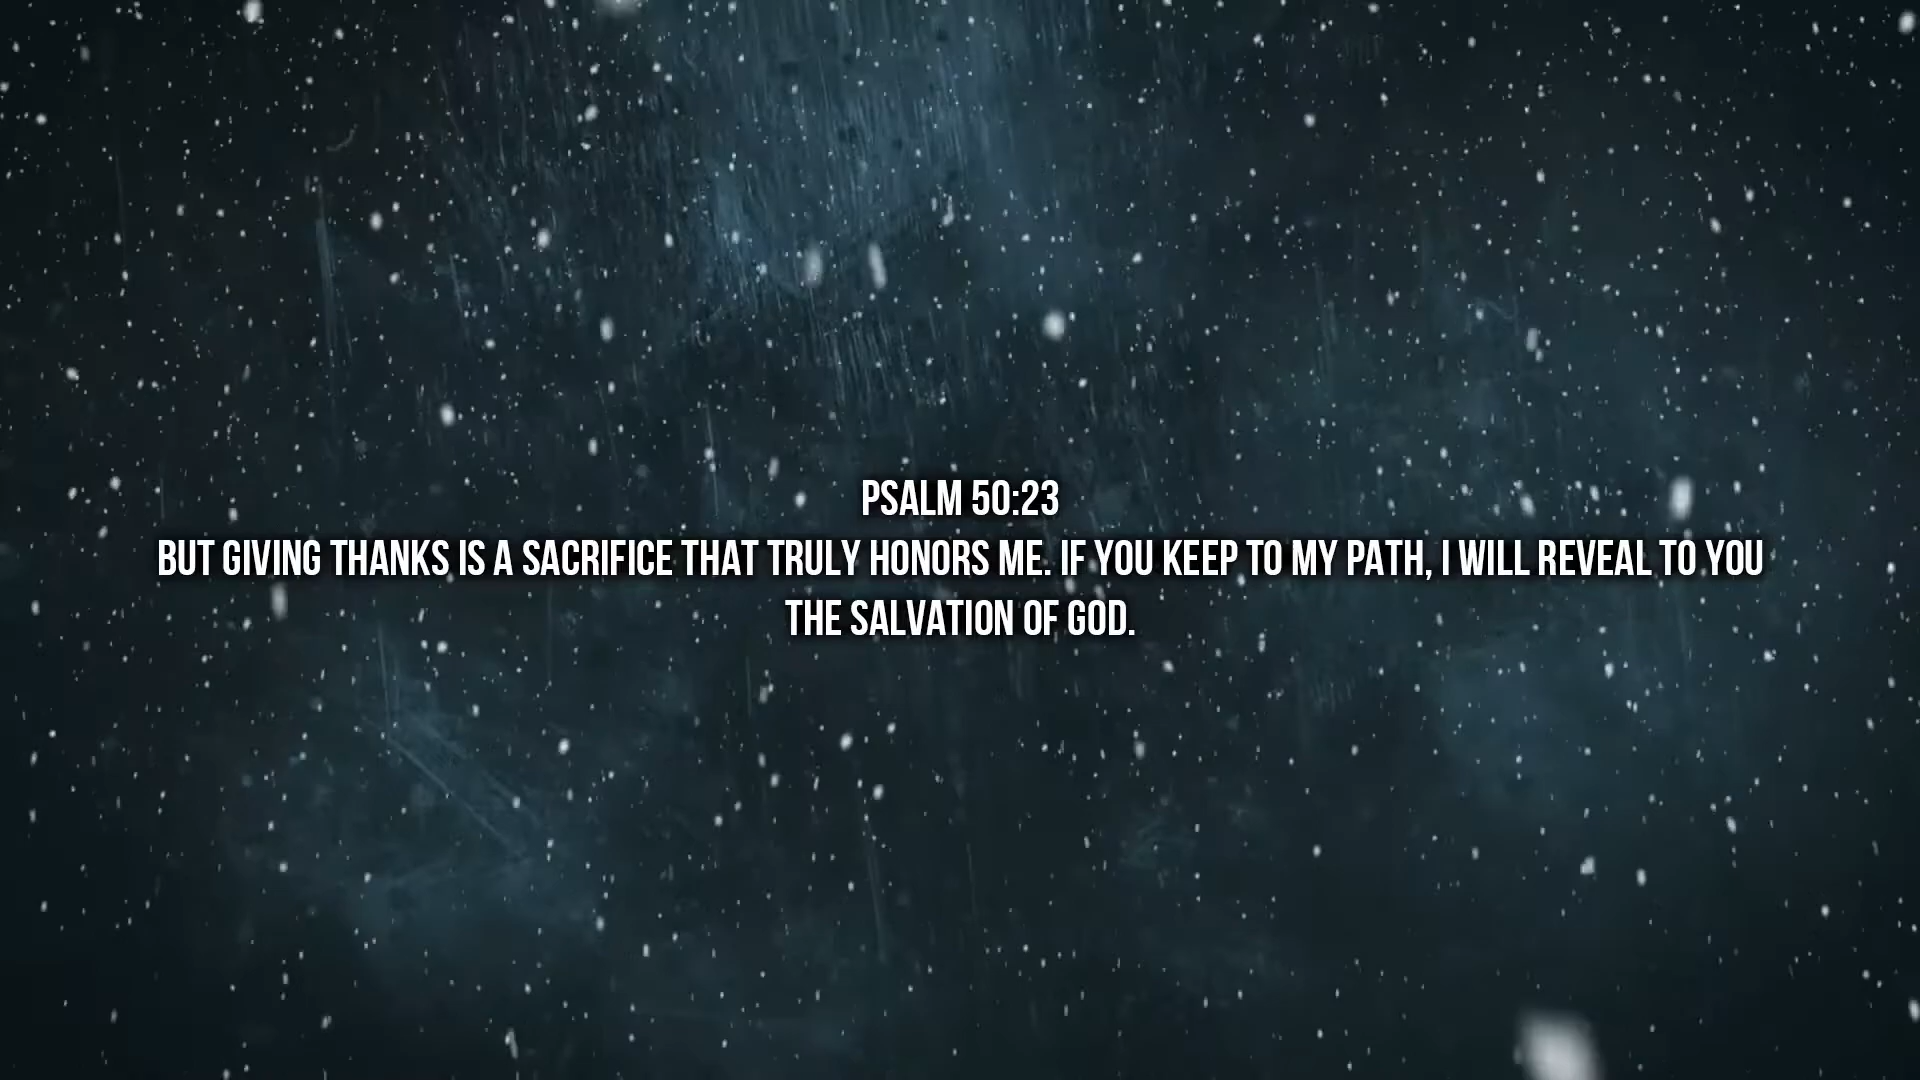 PSALM 50:23
BUT GIVING THANKS IS A SACRIFICE THAT TRULY HONORS ME. IF YOU KEEP TO MY PATH, I WILL REVEAL TO YOU
THE SALVATION OF GOD.